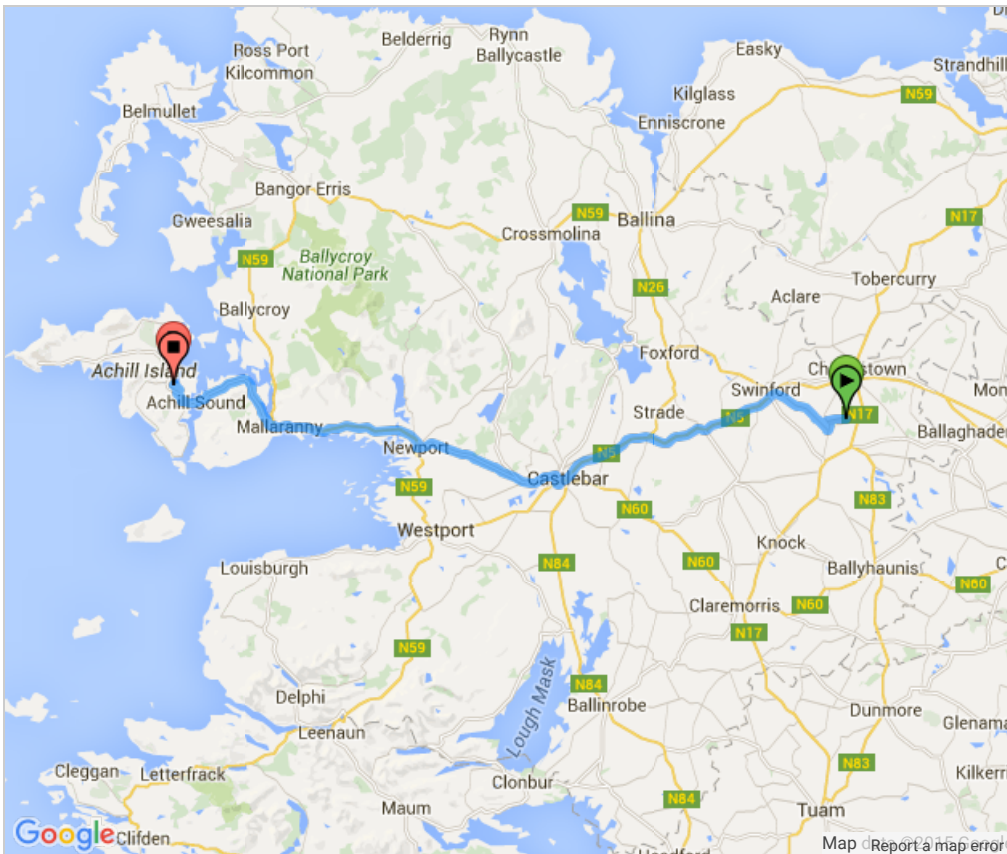 Ross Port
Kilcommon
Belderrig
Rynn
Ballycastle
Easky
Strandhill
Kilglass
N59
Belmullet
Enniscrone
Bangor Erris
Gweesalia
N59
Crossmolina
Ballina
N17
N59
Ballycroy
National Park
Tobercurry
Aclare
N26
Ballycroy
Foxford
Achill Island
Swinford
Achill Sound
Strade
N5
N17
Mallaranny
Ballaghadere
Newport
N5
Castlebar
N59
N83
N60
Westport
Knock
N84
N60
Ballyhaunis
Louisburgh
N60
Claremorris
N60
N17
N59
Lough Mask
N84
Delphi
Ballinrobe
Dunmore
Leenaun
Glenama
Cleggan
Letterfrack
Clonbur
N83
Kilkerr
N84
Maum
Tuam
Google
Clifden
Map
Report a map error